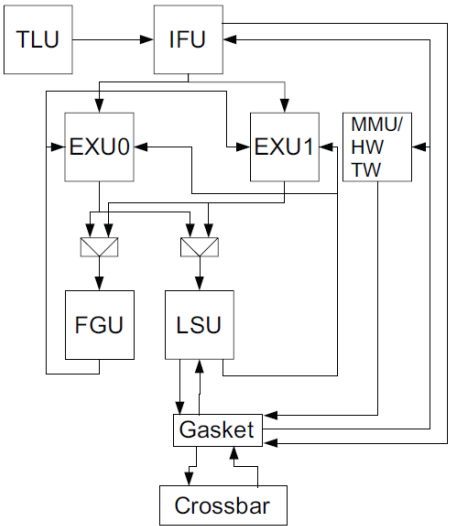 TLU
IFU
EXU0
EXU1
MMU/
HW
TW
FGU
LSU
Gasket
Crossbar